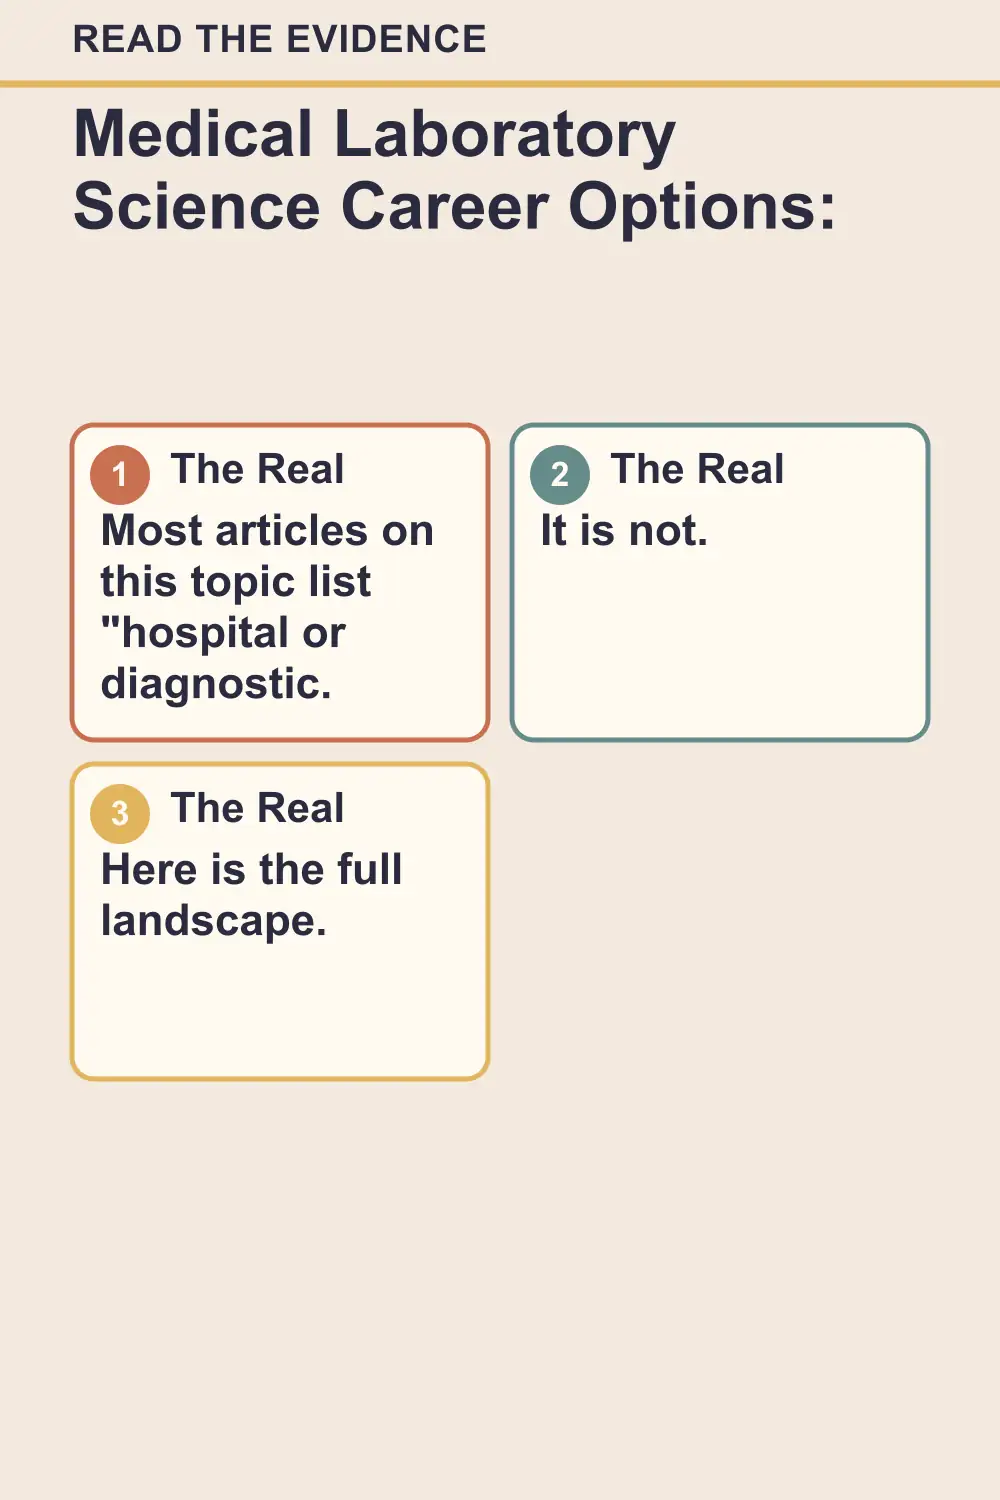 READ THE EVIDENCE
Medical Laboratory
Science Career Options:
1 The Real
Most articles on
this topic list
"hospital or
diagnostic.
2 The Real
It is not.
3 The Real
Here is the full
landscape.